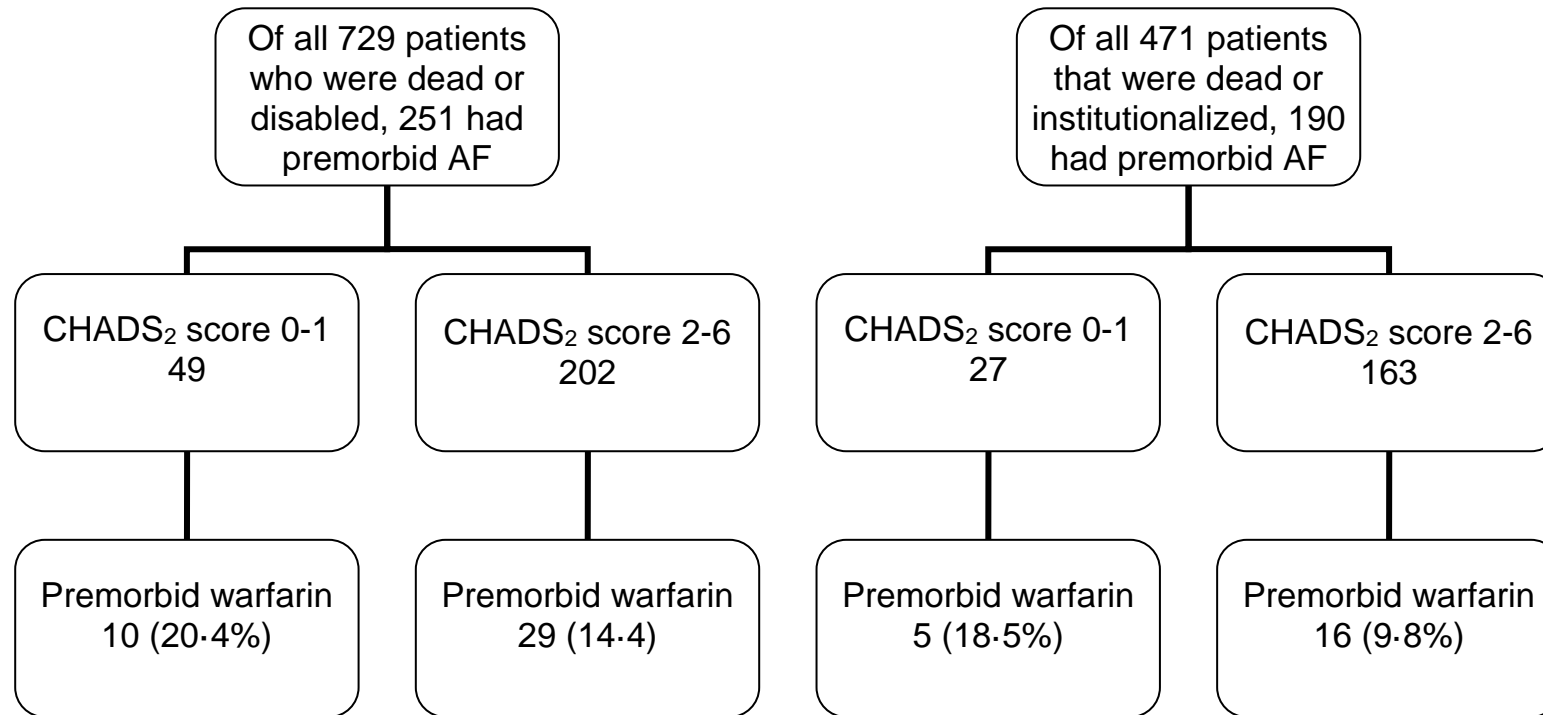 Of all 729 patients
who were dead or
disabled, 251 had
premorbid AF
Of all 471 patients
that were dead or
institutionalized, 190
had premorbid AF
CHADS₂ score 0-1
49
CHADS₂ score 2-6
202
CHADS₂ score 0-1
27
CHADS₂ score 2-6
163
Premorbid warfarin
10 (20·4%)
Premorbid warfarin
29 (14·4)
Premorbid warfarin
5 (18·5%)
Premorbid warfarin
16 (9·8%)